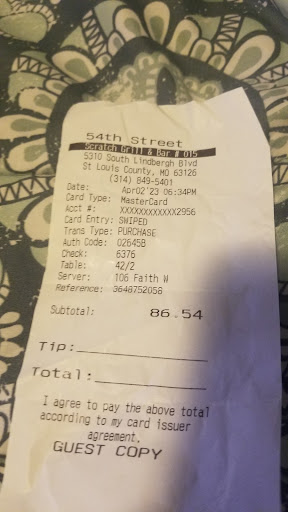 54th Street
Scratch Grill & Bar # 015
5310 South Lindbergh Blvd
St Louis County, MO 63126
(314) 849-5401
Date: Apr02'23 06:34PM
Card Type: MasterCard
Acct #: XXXXXXXXXXXX2956
Card Entry: SWIPED
Trans Type: PURCHASE
Auth Code: 02645B
Check: 6376
Table: 42/2
Server: 106 Faith W
Reference: 3648752058
Subtotal: 86.54
Tip:
Total:
I agree to pay the above total
according to my card issuer
agreement.
GUEST COPY